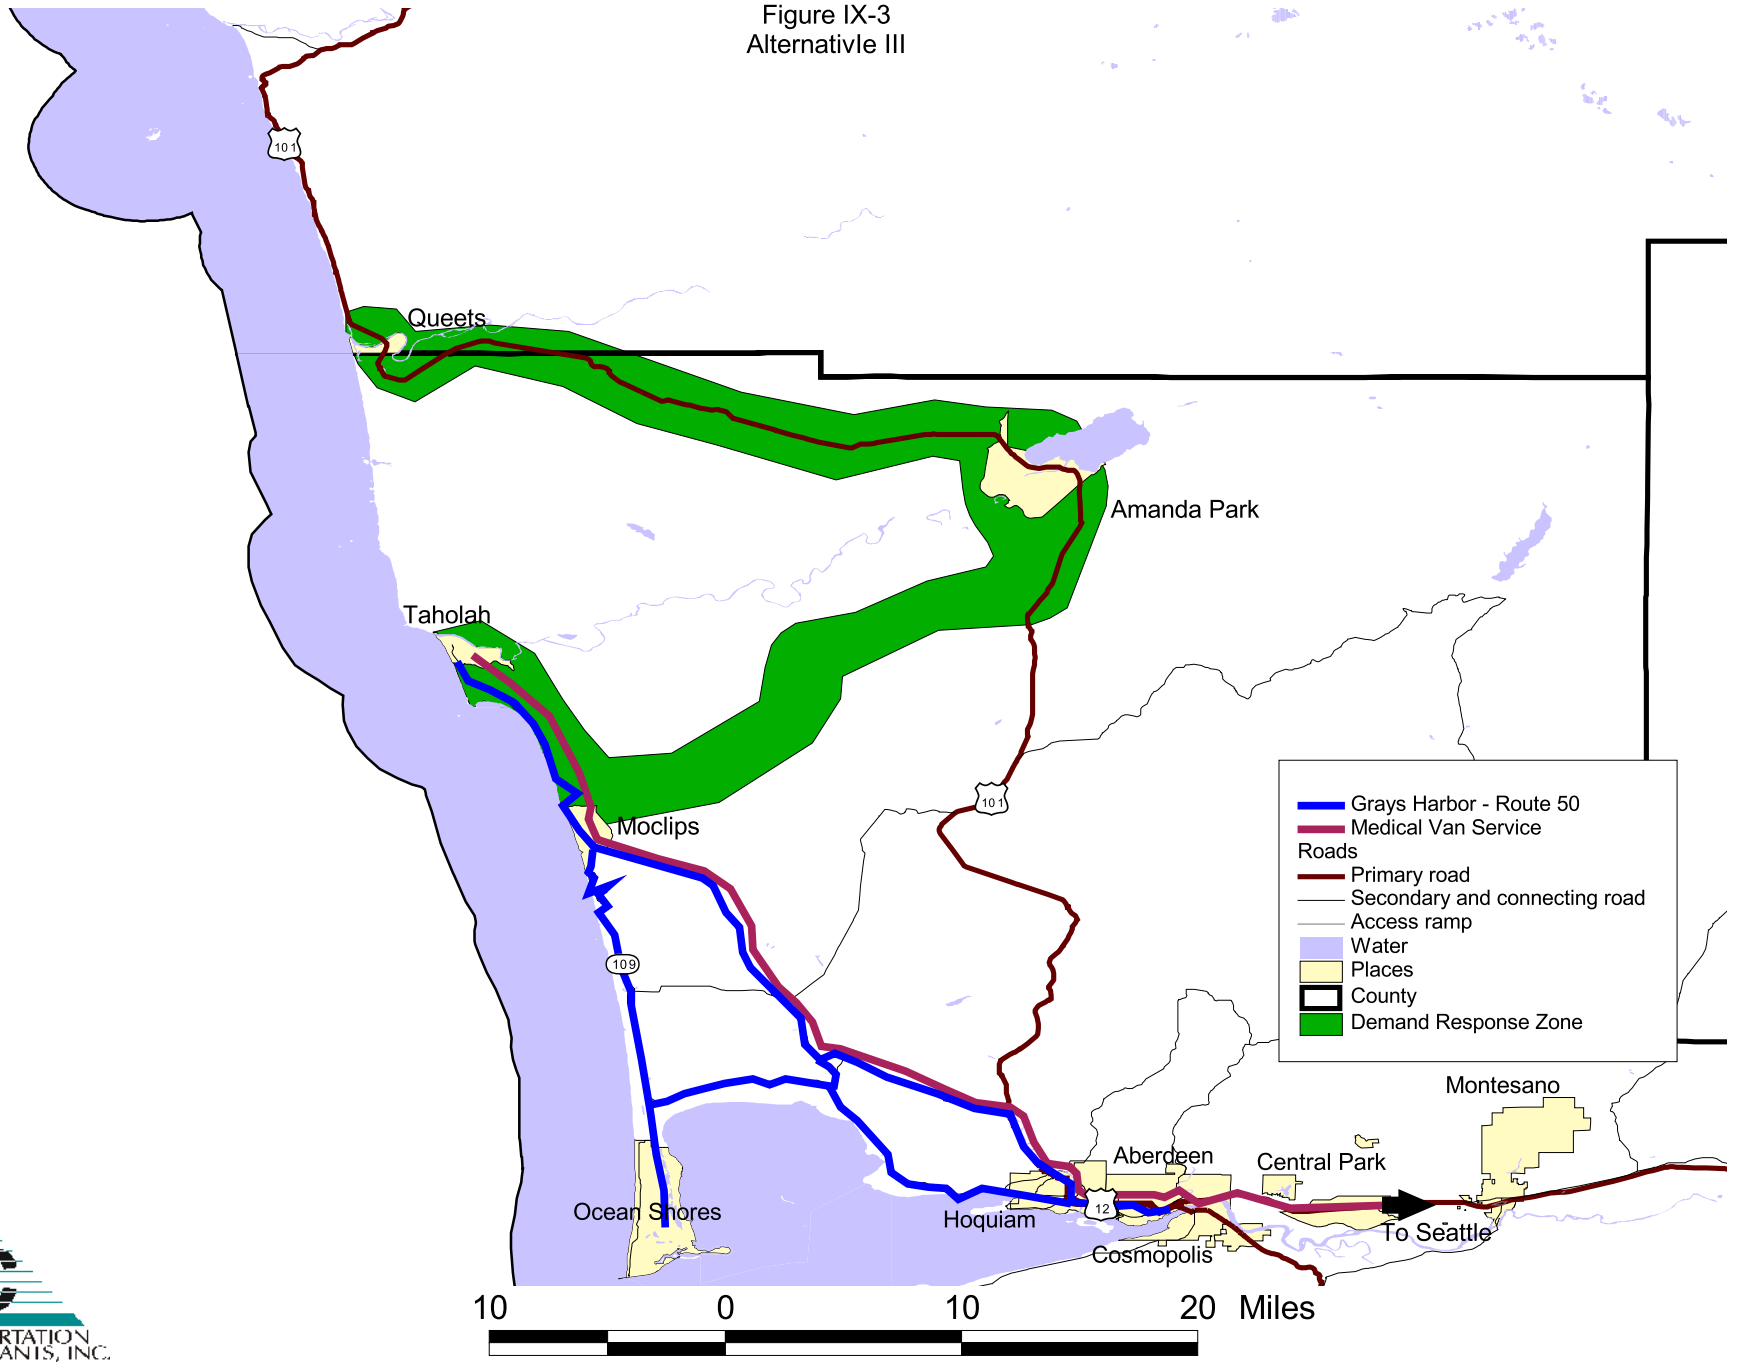 Figure IX-3
Alternativle III
101
Queets
Amanda Park
Taholah
101
Moclips
Grays Harbor - Route 50
Medical Van Service
Roads
Primary road
Secondary and connecting road
Access ramp
Water
Places
County
Demand Response Zone
109
Montesano
Aberdeen
Central Park
12
Ocean Shores
Hoquiam
To Seattle
Cosmopolis
10 0 10 20 Miles
RTATION
ANTS, INC.